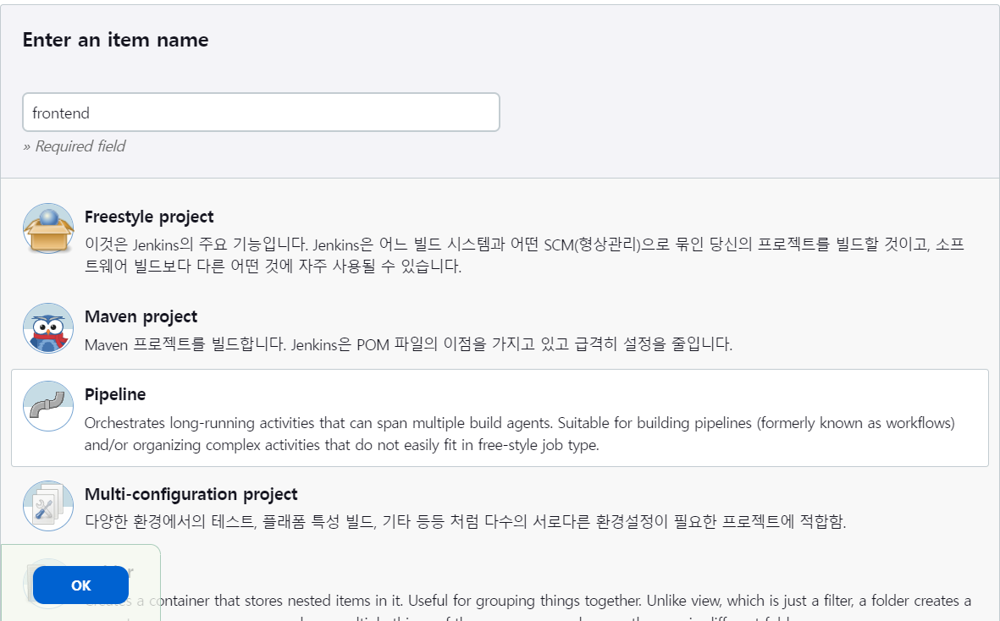 Enter an item name
frontend
» Required field
Freestyle project
이것은 Jenkins의 주요 기능입니다. Jenkins은 어느 빌드 시스템과 어떤 SCM(형상관리)으로 묶인 당신의 프로젝트를 빌드할 것이고, 소프
트웨어 빌드보다 다른 어떤 것에 자주 사용될 수 있습니다.
Maven project
Maven 프로젝트를 빌드합니다. Jenkins은 POM 파일의 이점을 가지고 있고 급격히 설정을 줄입니다.
Pipeline
Orchestrates long-running activities that can span multiple build agents. Suitable for building pipelines (formerly known as workflows)
and/or organizing complex activities that do not easily fit in free-style job type.
Multi-configuration project
다양한 환경에서의 테스트, 플래폼 특성 빌드, 기타 등등 처럼 다수의 서로다른 환경설정이 필요한 프로젝트에 적합함.
OK
Creates a container that stores nested items in it. Useful for grouping things together. Unlike view, which is just a filter, a folder creates a